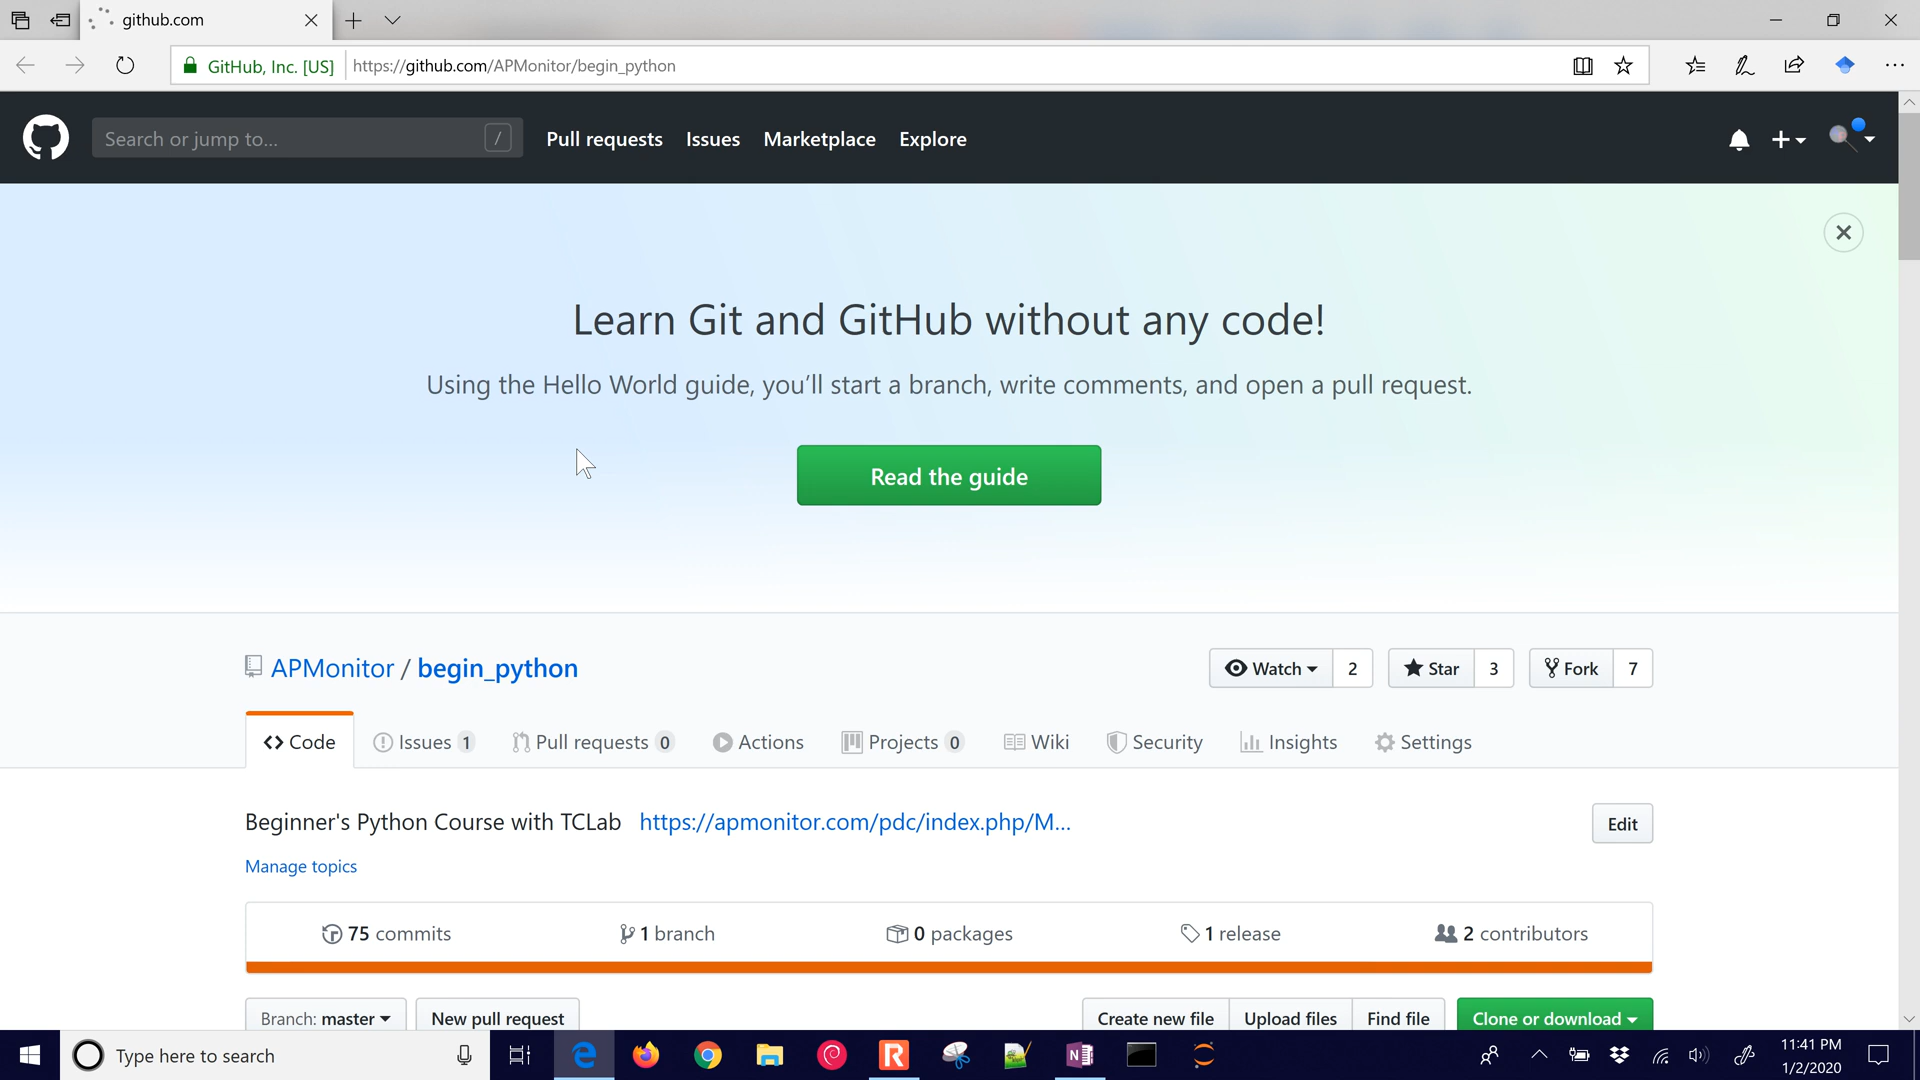 github.com
GitHub, Inc. [US] https://github.com/APMonitor/begin_python
Search or jump to... / Pull requests Issues Marketplace Explore
Learn Git and GitHub without any code!
Using the Hello World guide, you’ll start a branch, write comments, and open a pull request.
Read the guide
APMonitor / begin_python Watch 2 Star 3 Fork 7
Code Issues 1 Pull requests 0 Actions Projects 0 Wiki Security Insights Settings
Beginner's Python Course with TCLab https://apmonitor.com/pdc/index.php/M... Edit
Manage topics
75 commits 1 branch 0 packages 1 release 2 contributors
Branch: master New pull request Create new file Upload files Find file Clone or download
Type here to search
11:41 PM
1/2/2020